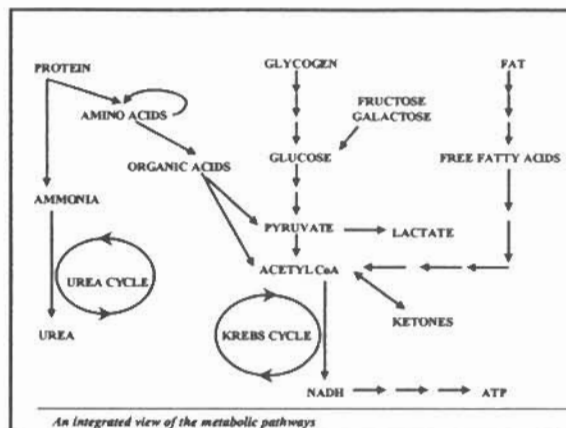 PROTEIN
GLYCOGEN
FAT
AMINO ACIDS
FRUCTOSE
GALACTOSE
ORGANIC ACIDS
GLUCOSE
FREE FATTY ACIDS
AMMONIA
PYRUVATE
LACTATE
ACETYL CoA
UREA CYCLE
UREA
KREBS CYCLE
KETONES
NADH
ATP
An integrated view of the metabolic pathways